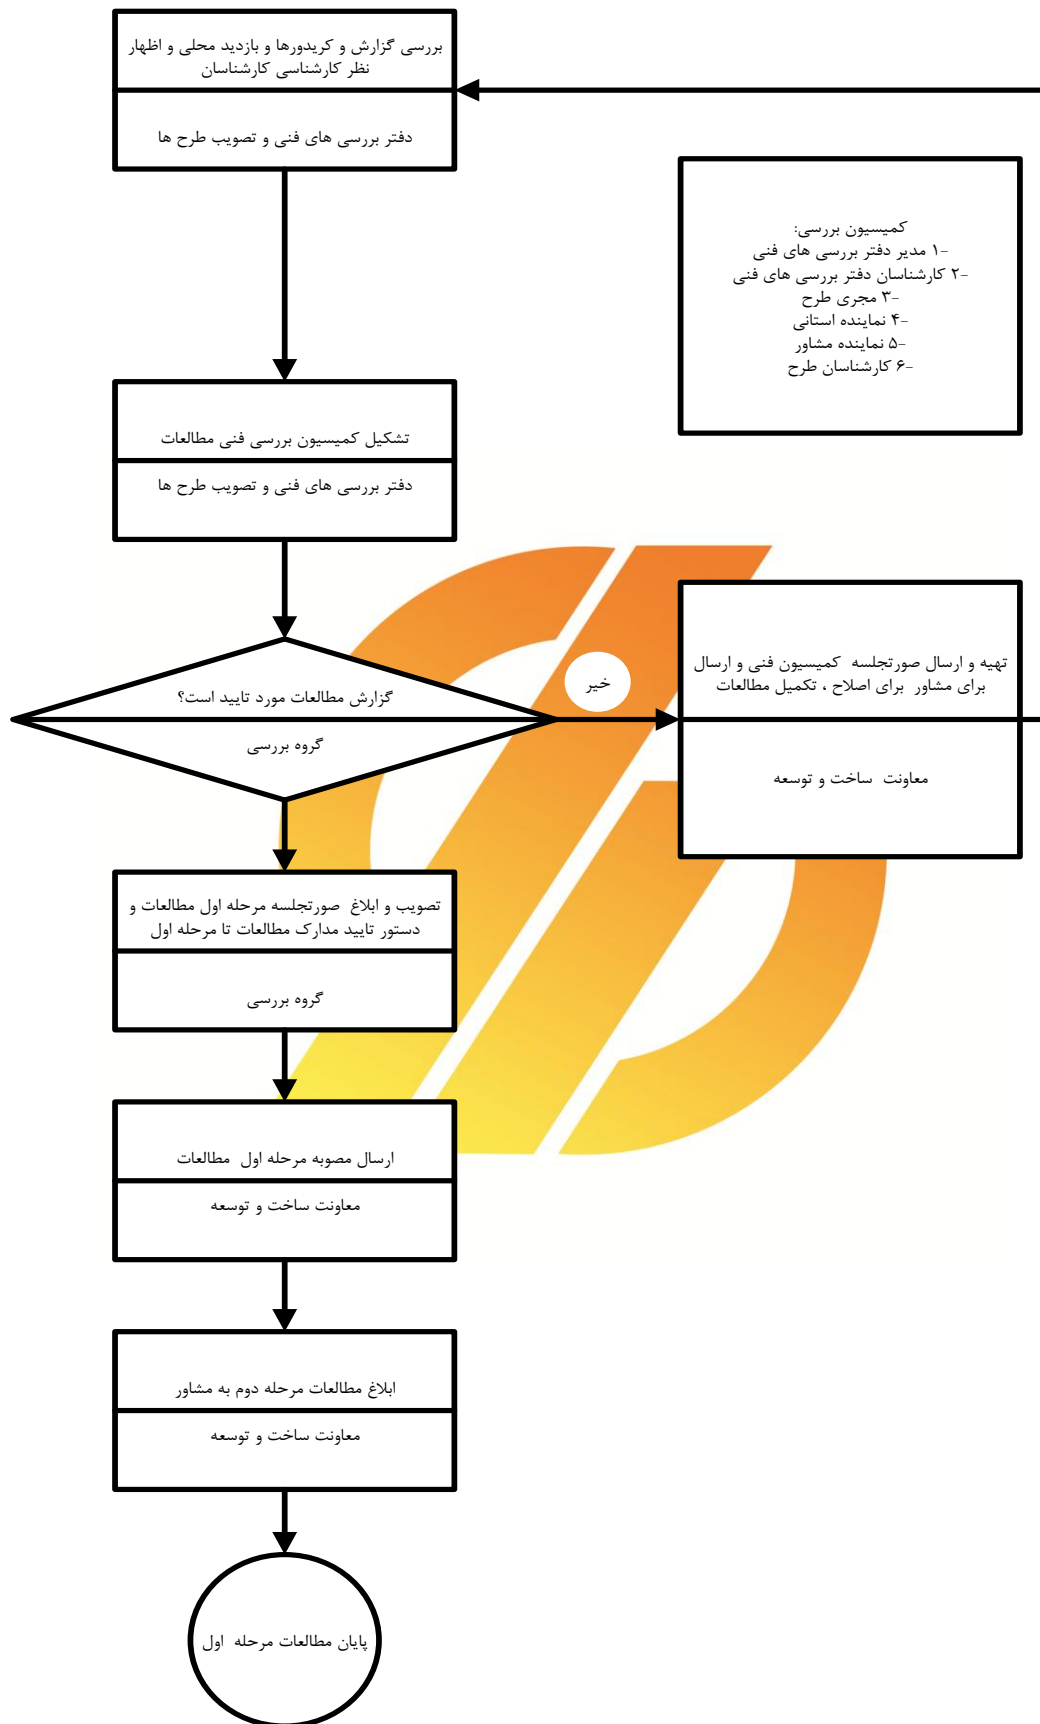 بررسی گزارش و کریدورها و بازدید محلی و اظهار
نظر کارشناسی کارشناسان
دفتر بررسی های فنی و تصویب طرح ها
کمیسیون بررسی:
۱- مدیر دفتر بررسی های فنی
۲- کارشناسان دفتر بررسی های فنی
۳- مجری طرح
۴- نماینده استانی
۵- نماینده مشاور
۶- کارشناسان طرح
تشکیل کمیسیون بررسی فنی مطالعات
دفتر بررسی های فنی و تصویب طرح ها
گزارش مطالعات مورد تایید است؟
گروه بررسی
خیر
تهیه و ارسال صورتجلسه کمیسیون فنی و ارسال
برای مشاور برای اصلاح ، تکمیل مطالعات
معاونت ساخت و توسعه
تصویب و ابلاغ صورتجلسه مرحله اول مطالعات و
دستور تایید مدارک مطالعات تا مرحله اول
گروه بررسی
ارسال مصوبه مرحله اول مطالعات
معاونت ساخت و توسعه
ابلاغ مطالعات مرحله دوم به مشاور
معاونت ساخت و توسعه
پایان مطالعات مرحله اول